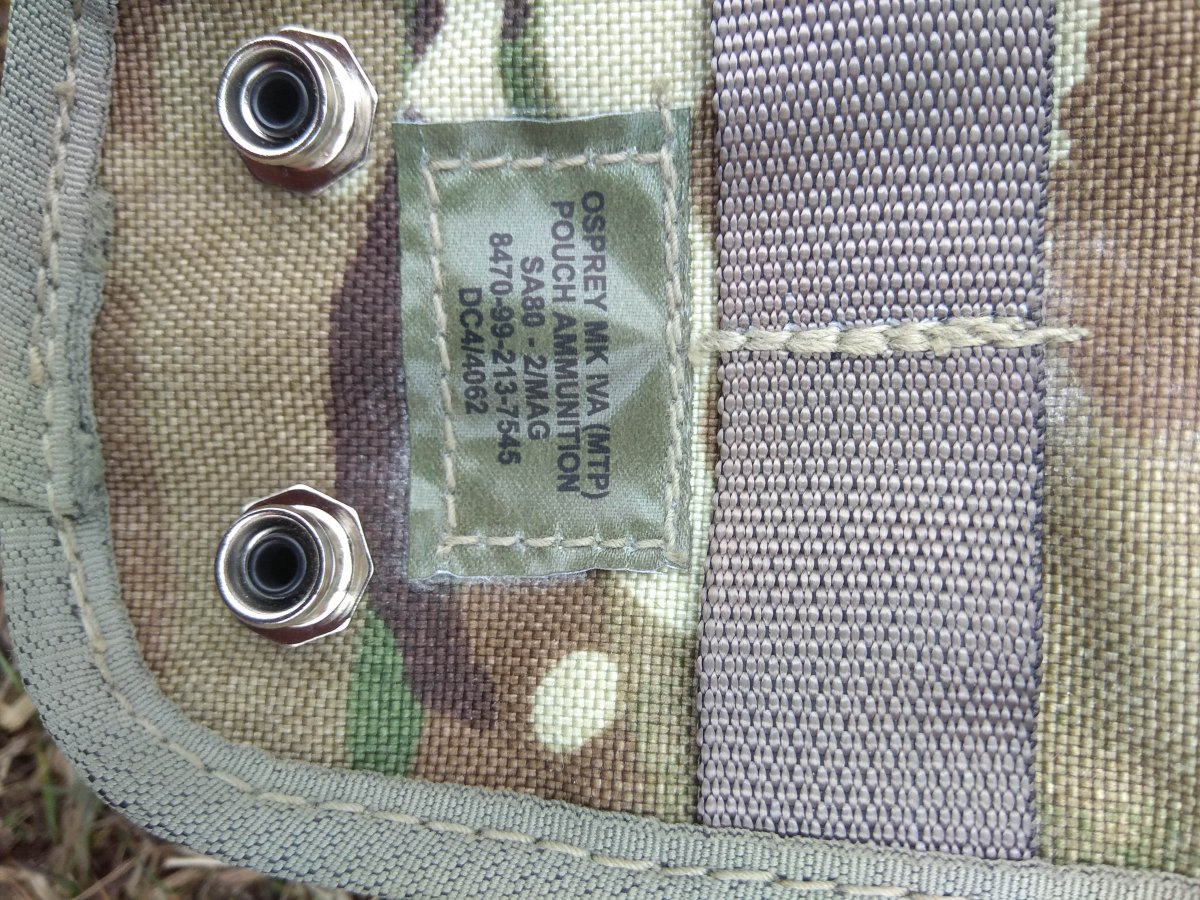 OSPREY MK IVA (MTP)
POUCH AMMUNITION
SA80 - 2/MAG
8470-99-213-7545
DC4/4062